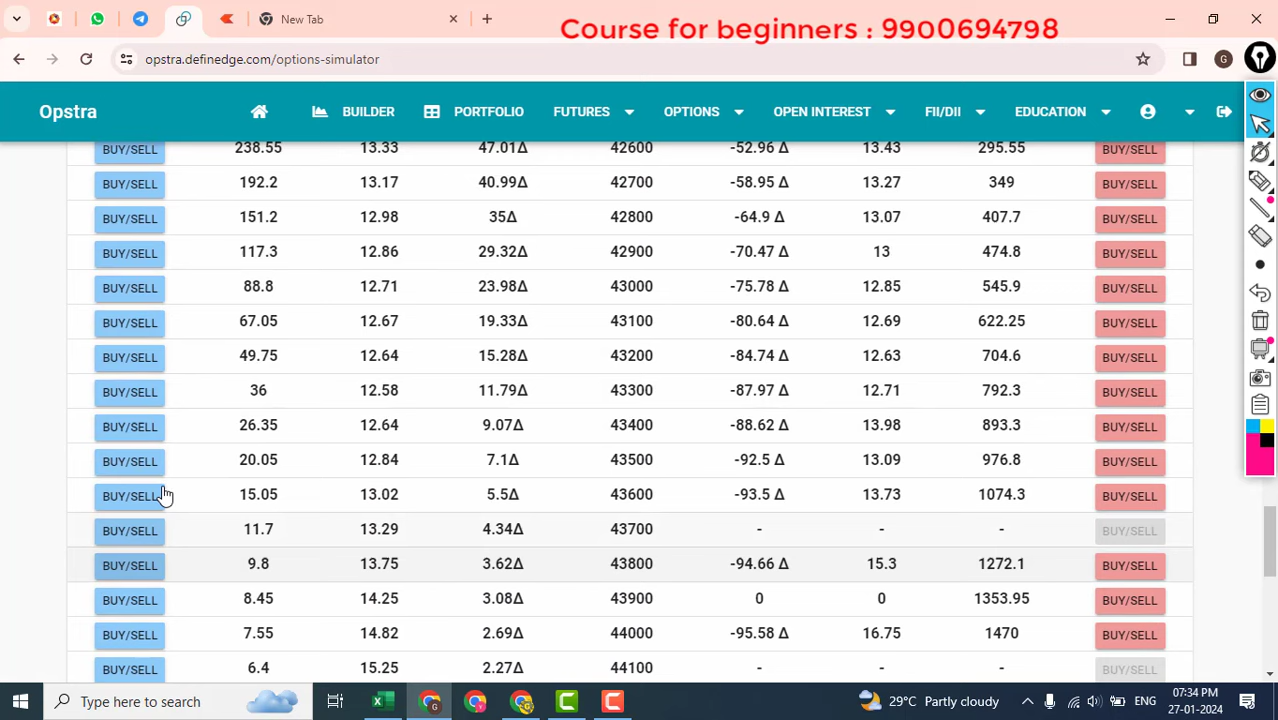 New Tab
Course for beginners : 9900694798
opstra.definedge.com/options-simulator
G
Opstra BUILDER PORTFOLIO FUTURES OPTIONS OPEN INTEREST FII/DII EDUCATION
BUY/SELL 238.55 13.33 47.01Δ 42600 -52.96 Δ 13.43 295.55 BUY/SELL
BUY/SELL 192.2 13.17 40.99Δ 42700 -58.95 Δ 13.27 349 BUY/SELL
BUY/SELL 151.2 12.98 35Δ 42800 -64.9 Δ 13.07 407.7 BUY/SELL
BUY/SELL 117.3 12.86 29.32Δ 42900 -70.47 Δ 13 474.8 BUY/SELL
BUY/SELL 88.8 12.71 23.98Δ 43000 -75.78 Δ 12.85 545.9 BUY/SELL
BUY/SELL 67.05 12.67 19.33Δ 43100 -80.64 Δ 12.69 622.25 BUY/SELL
BUY/SELL 49.75 12.64 15.28Δ 43200 -84.74 Δ 12.63 704.6 BUY/SELL
BUY/SELL 36 12.58 11.79Δ 43300 -87.97 Δ 12.71 792.3 BUY/SELL
BUY/SELL 26.35 12.64 9.07Δ 43400 -88.62 Δ 13.98 893.3 BUY/SELL
BUY/SELL 20.05 12.84 7.1Δ 43500 -92.5 Δ 13.09 976.8 BUY/SELL
BUY/SELL 15.05 13.02 5.5Δ 43600 -93.5 Δ 13.73 1074.3 BUY/SELL
BUY/SELL 11.7 13.29 4.34Δ 43700 - - - BUY/SELL
BUY/SELL 9.8 13.75 3.62Δ 43800 -94.66 Δ 15.3 1272.1 BUY/SELL
BUY/SELL 8.45 14.25 3.08Δ 43900 0 0 1353.95 BUY/SELL
BUY/SELL 7.55 14.82 2.69Δ 44000 -95.58 Δ 16.75 1470 BUY/SELL
BUY/SELL 6.4 15.25 2.27Δ 44100 - - - BUY/SELL
Type here to search 29°C Partly cloudy ENG 07:34 PM
27-01-2024